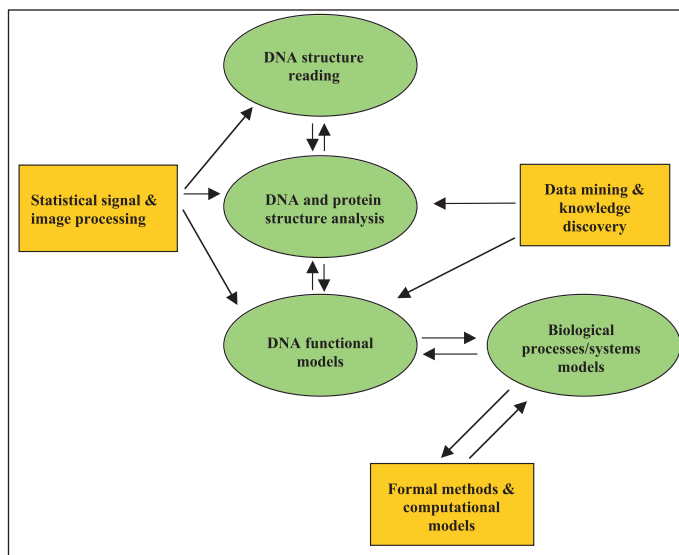 DNA structure
reading
Statistical signal &
image processing
DNA and protein
structure analysis
Data mining &
knowledge
discovery
DNA functional
models
Biological
processes/systems
models
Formal methods &
computational
models